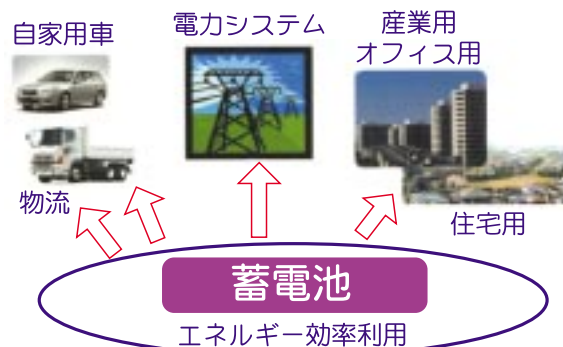 自家用車
電力システム
産業用
オフィス用
物流
住宅用
蓄電池
エネルギー効率利用